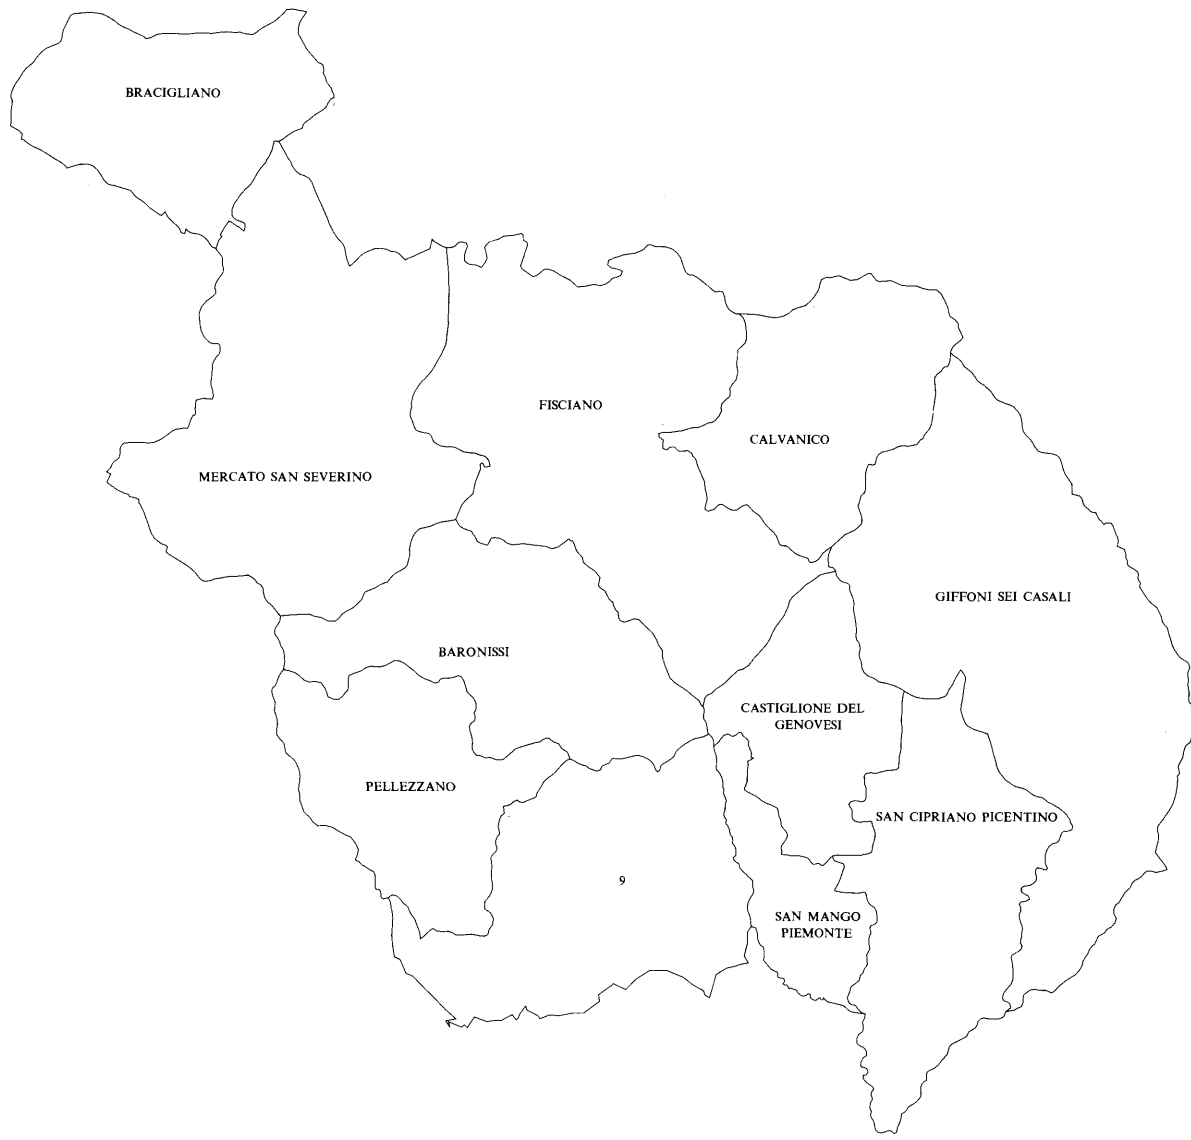 BRACIGLIANO
FISCIANO
CALVANICO
MERCATO SAN SEVERINO
GIFFONI SEI CASALI
BARONISSI
CASTIGLIONE DEL
GENOVESI
PELLEZZANO
SAN CIPRIANO PICENTINO
9
SAN MANGO
PIEMONTE